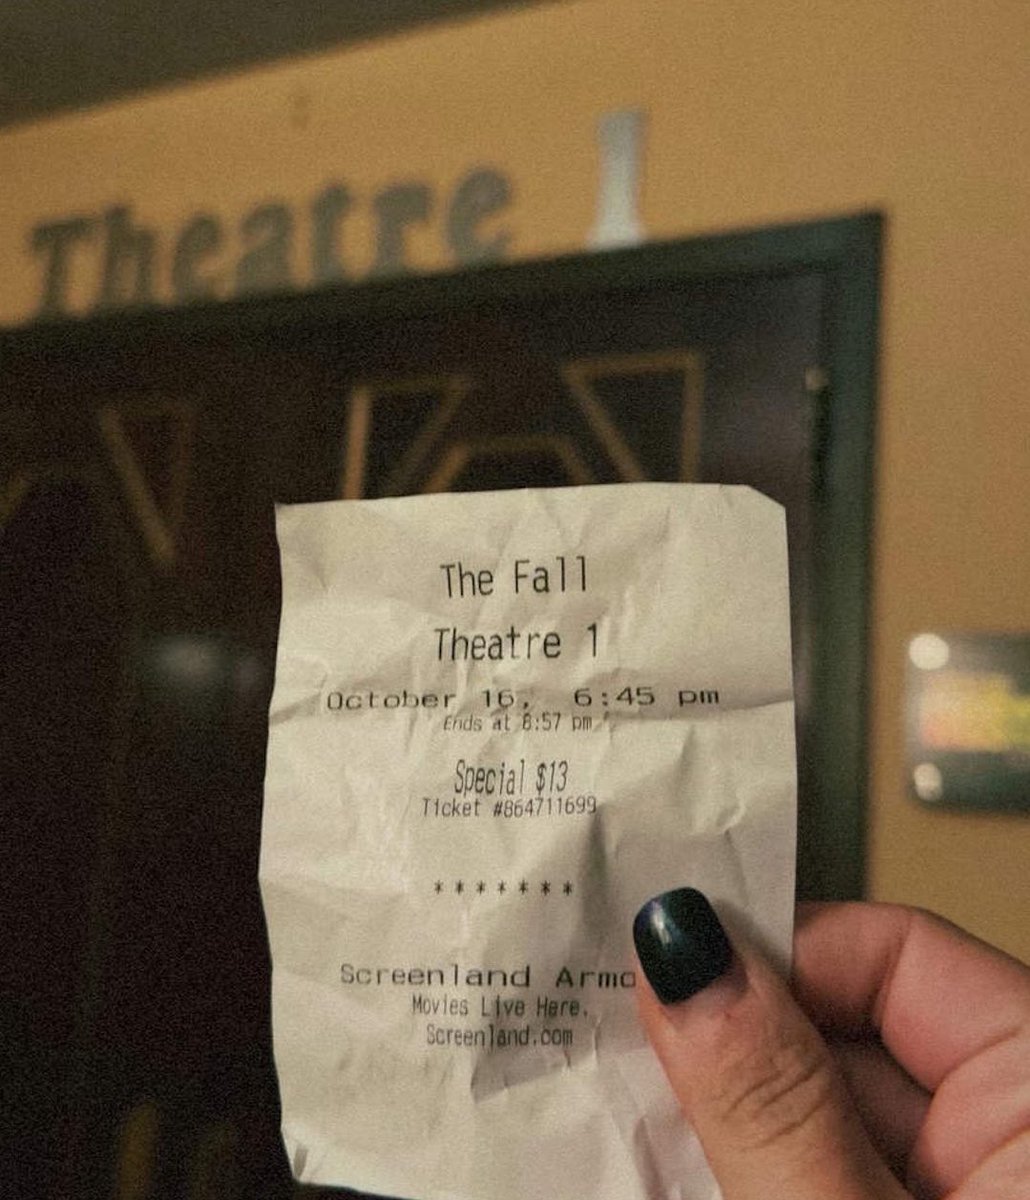 Theatre 1
The Fall
Theatre 1
October 16, 6:45 pm
Ends at 8:57 pm
Special $13
Ticket #864711699
* * * * * * *
Screenland Armo
Movies Live Here.
Screenland.com